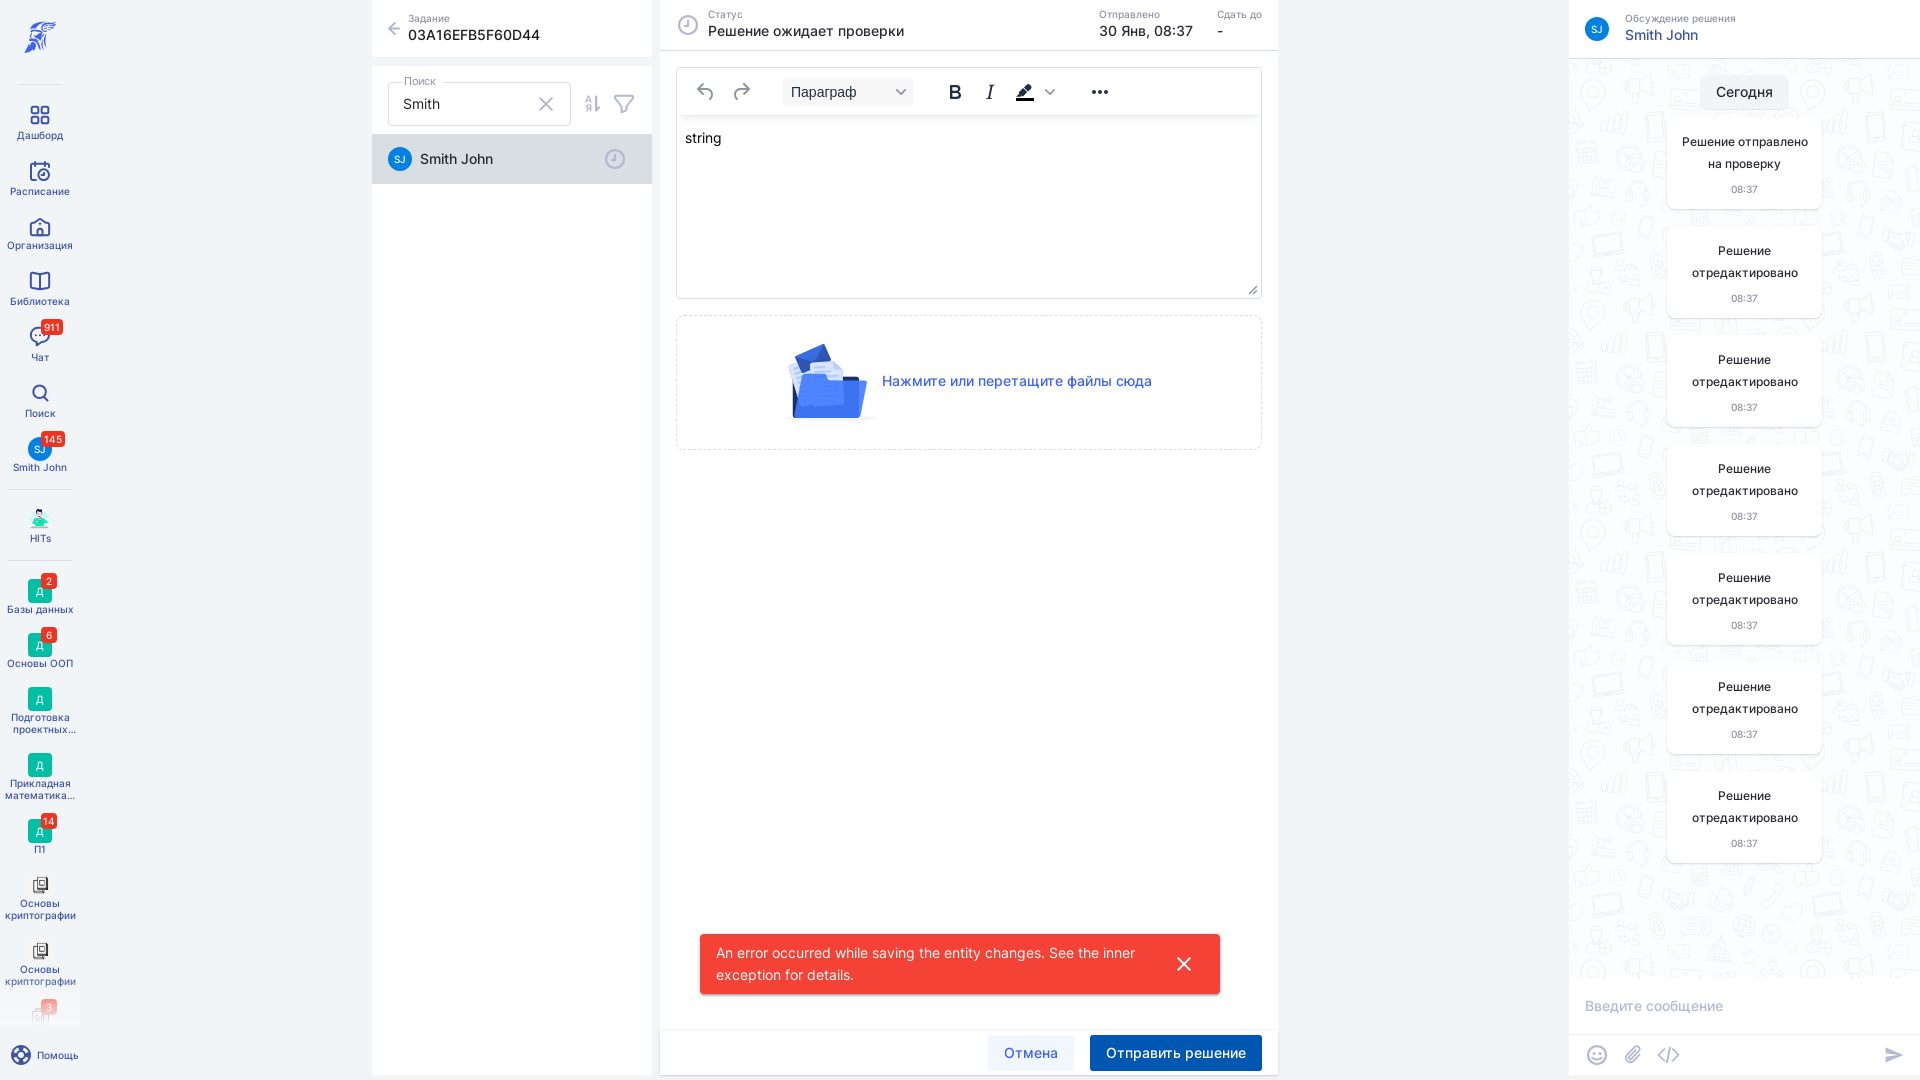 Дашборд
Расписание
Организация
Библиотека
911
Чат
Поиск
SJ
145
Smith John
HITs
Д
2
Базы данных
Д
6
Основы ООП
Д
Подготовка
проектных...
Д
Прикладная
математика...
Д
14
П1
Основы
криптографии
Основы
криптографии
3
Помощь
Задание
03A16EFB5F60D44
Поиск
Smith
А
Я
SJ
Smith John
Статус
Решение ожидает проверки
Отправлено
30 Янв, 08:37
Сдать до
-
Параграф
B
I
string
Нажмите или перетащите файлы сюда
An error occurred while saving the entity changes. See the inner
exception for details.
Отмена
Отправить решение
SJ
Обсуждение решения
Smith John
Сегодня
Решение отправлено
на проверку
08:37
Решение
отредактировано
08:37
Решение
отредактировано
08:37
Решение
отредактировано
08:37
Решение
отредактировано
08:37
Решение
отредактировано
08:37
Решение
отредактировано
08:37
Введите сообщение